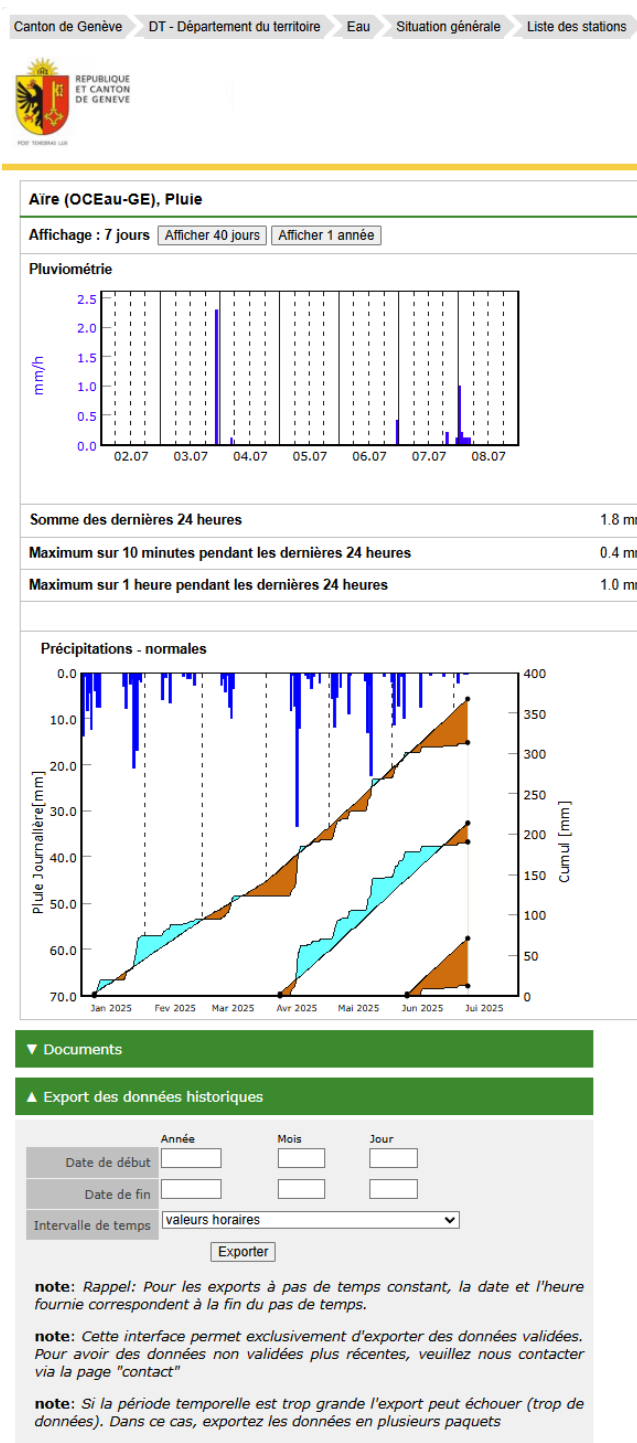 Canton de Genève DT - Département du territoire Eau Situation générale Liste des stations
REPUBLIQUE
ET CANTON
DE GENEVE
POST TENEBRAS LUX
Aïre (OCEau-GE), Pluie
Affichage : 7 jours Afficher 40 jours Afficher 1 année
Pluviométrie
2.5
2.0
1.5
1.0
0.5
0.0
mm/h
02.07 03.07 04.07 05.07 06.07 07.07 08.07
Somme des dernières 24 heures 1.8 mm
Maximum sur 10 minutes pendant les dernières 24 heures 0.4 mm
Maximum sur 1 heure pendant les dernières 24 heures 1.0 mm
Précipitations - normales
0.0 400
10.0 350
20.0 300
30.0 250
40.0 200
50.0 150
60.0 100
70.0 50
0
Pluie Journalière[mm]
Cumul [mm]
Jan 2025 Fev 2025 Mar 2025 Avr 2025 Mai 2025 Jun 2025 Jui 2025
▼ Documents
▲ Export des données historiques
Année Mois Jour
Date de début
Date de fin
Intervalle de temps valeurs horaires
Exporter
note: Rappel: Pour les exports à pas de temps constant, la date et l'heure
fournie correspondent à la fin du pas de temps.
note: Cette interface permet exclusivement d'exporter des données validées.
Pour avoir des données non validées plus récentes, veuillez nous contacter
via la page "contact"
note: Si la période temporelle est trop grande l'export peut échouer (trop de
données). Dans ce cas, exportez les données en plusieurs paquets